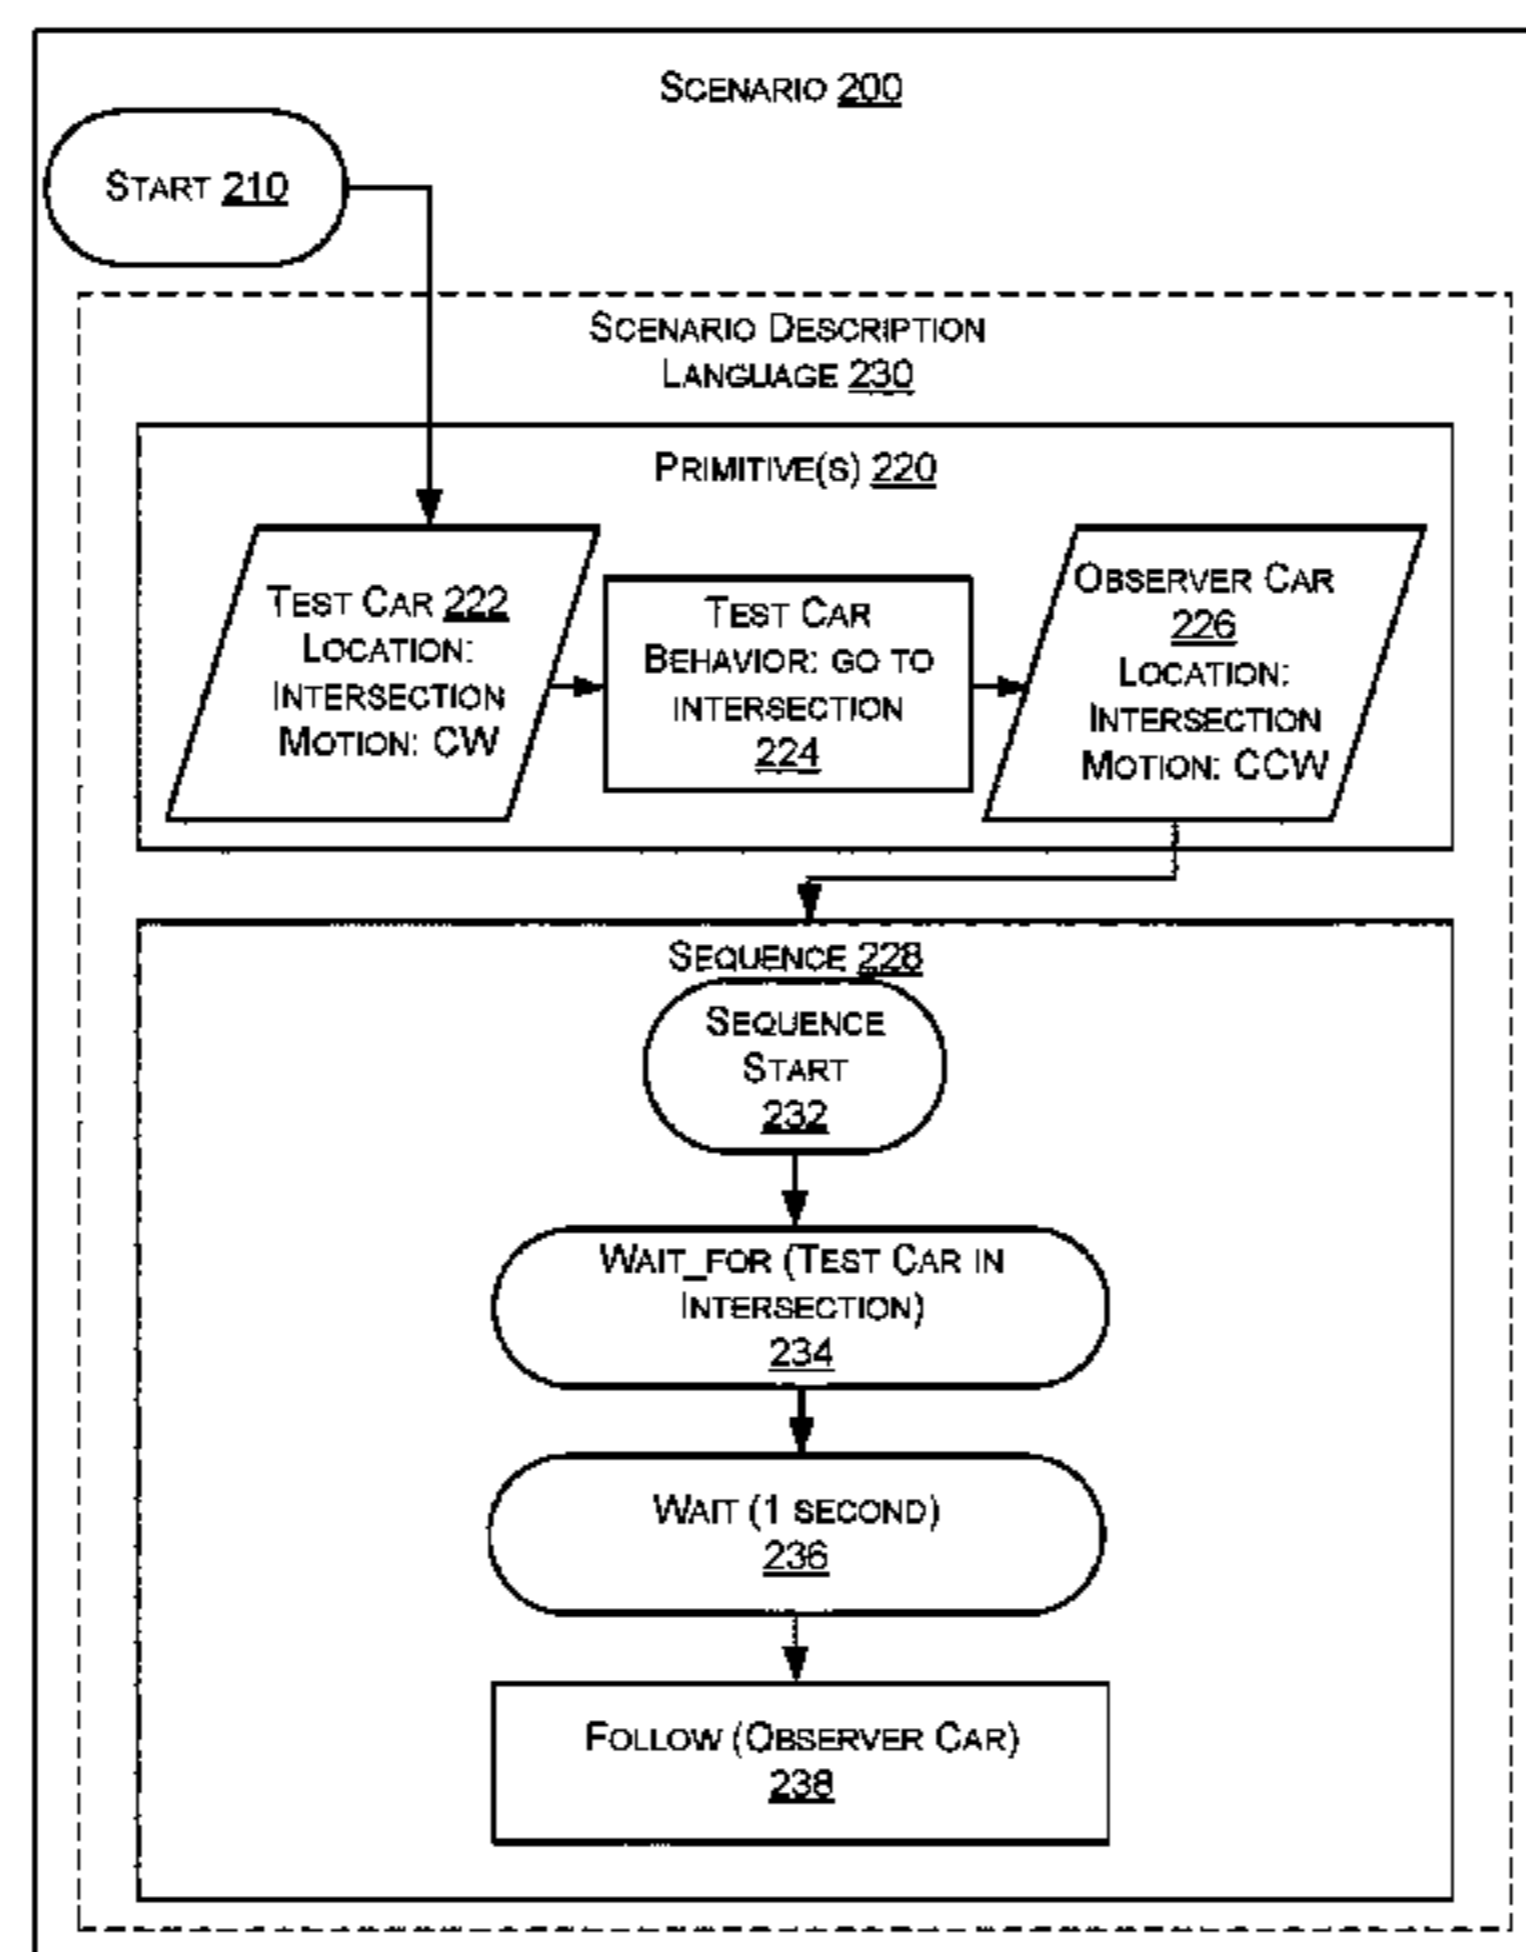 SCENARIO 200
START 210
SCENARIO DESCRIPTION
LANGUAGE 230
PRIMITIVE(S) 220
TEST CAR 222
LOCATION:
INTERSECTION
MOTION: CW
TEST CAR
BEHAVIOR: GO TO
INTERSECTION
224
OBSERVER CAR
226
LOCATION:
INTERSECTION
MOTION: CCW
SEQUENCE 228
SEQUENCE
START
232
WAIT_FOR (TEST CAR IN
INTERSECTION)
234
WAIT (1 SECOND)
236
FOLLOW (OBSERVER CAR)
238